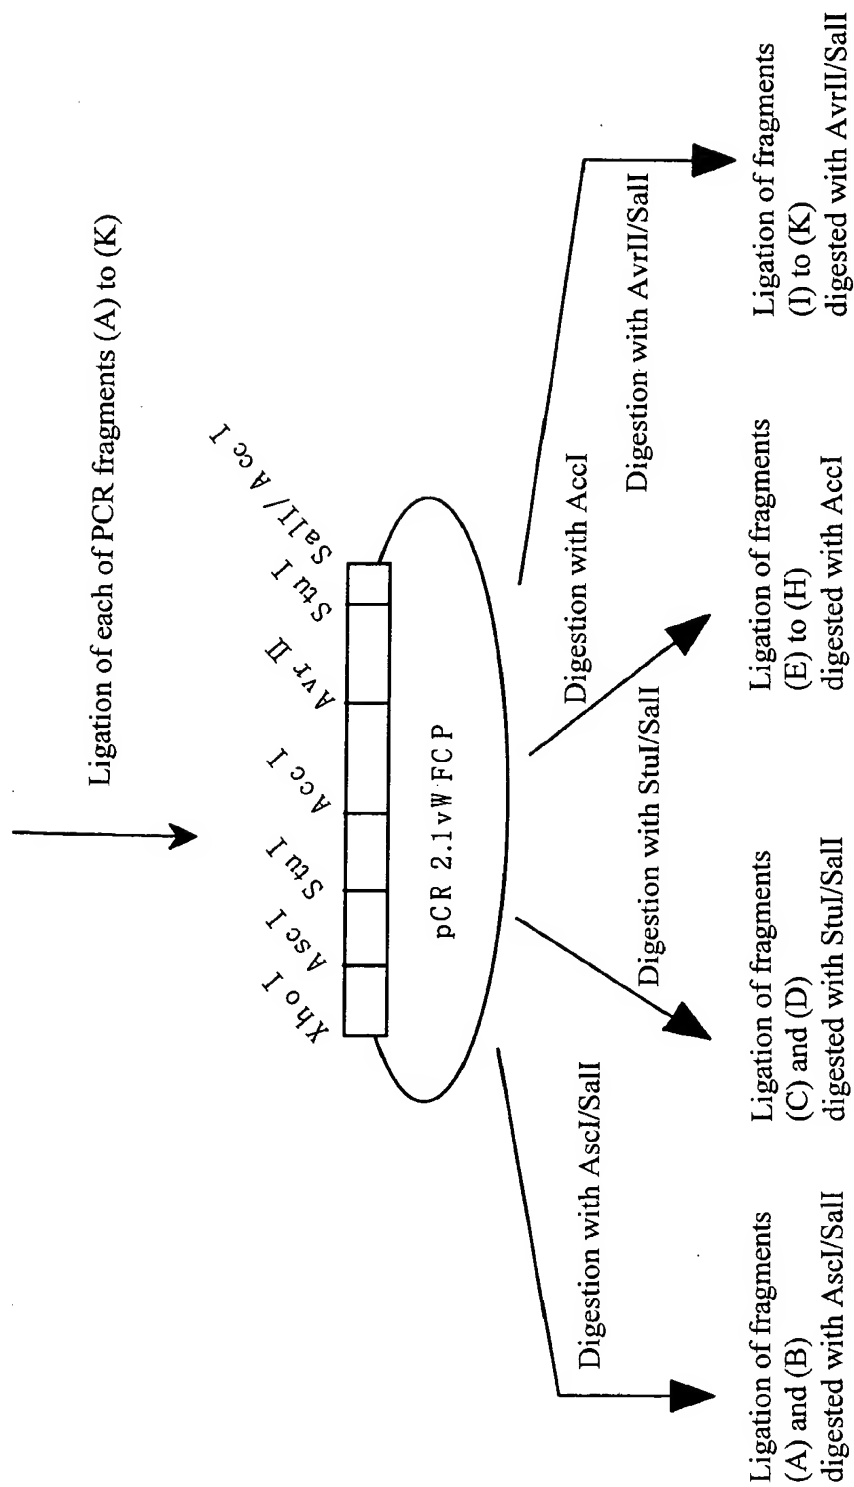 Ligation of each of PCR fragments (A) to (K)
Xho I
Asc I
Stu I
Acc I
Avr II
Stu I
SalI/Acc I
pCR 2.1vW FCP
Digestion with AscI/SalI
Digestion with StuI/SalI
Digestion with AccI
Digestion with AvrII/SalI
Ligation of fragments
(A) and (B)
digested with AscI/SalI
Ligation of fragments
(C) and (D)
digested with StuI/SalI
Ligation of fragments
(E) to (H)
digested with AccI
Ligation of fragments
(I) to (K)
digested with AvrII/SalI